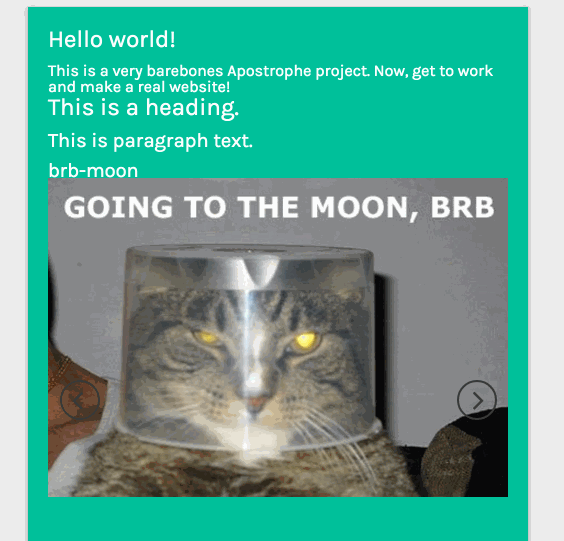 Hello world!
This is a very barebones Apostrophe project. Now, get to work
and make a real website!
This is a heading.
This is paragraph text.
brb-moon
GOING TO THE MOON, BRB